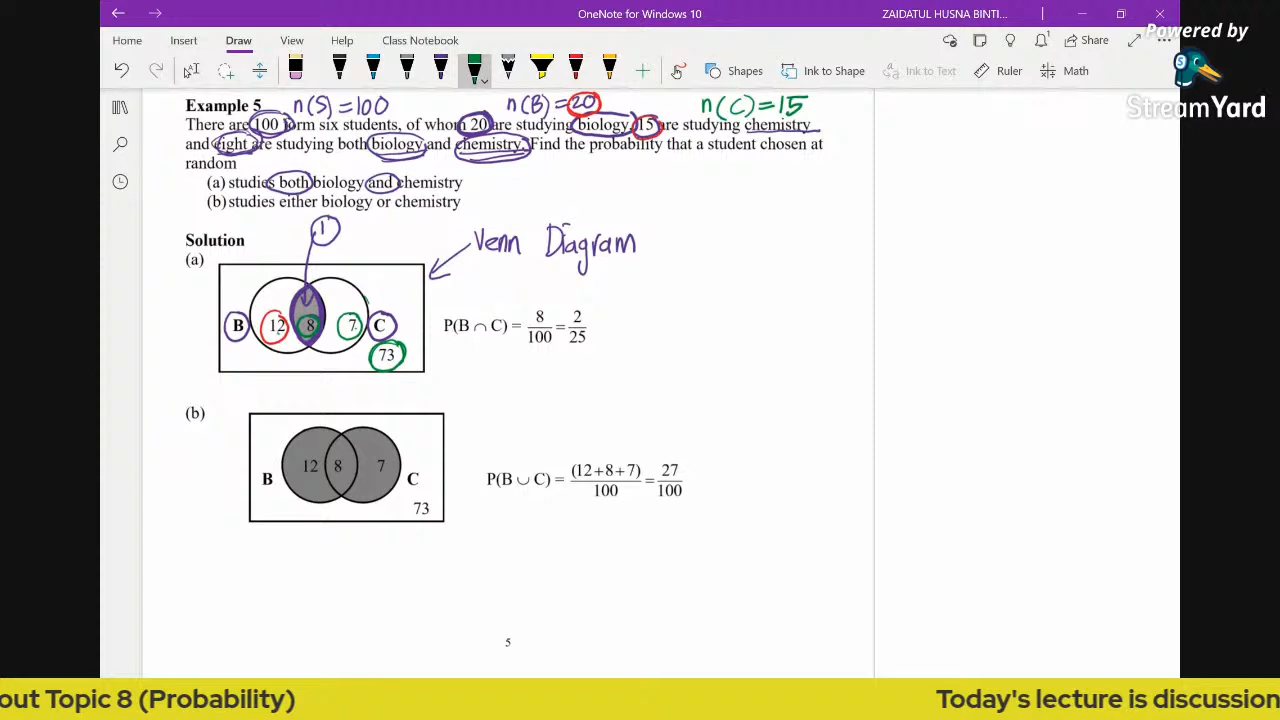 OneNote for Windows 10
ZAIDATUL HUSNA BINTI...
Powered by
StreamYard
Home Insert Draw View Help Class Notebook
Share
Shapes Ink to Shape Ink to Text Ruler Math
Example 5 n(S) = 100 n(B) = 20 n(C) = 15
There are 100 form six students, of whom 20 are studying biology, 15 are studying chemistry
and eight are studying both biology and chemistry. Find the probability that a student chosen at
random
(a) studies both biology and chemistry
(b) studies either biology or chemistry
1
Solution
Venn Diagram
(a)
B 12 8 7 C
73
P(B ∩ C) = 8/100 = 2/25
(b)
B 12 8 7 C
73
P(B ∪ C) = (12+8+7)/100 = 27/100
5
out Topic 8 (Probability)
Today's lecture is discussion